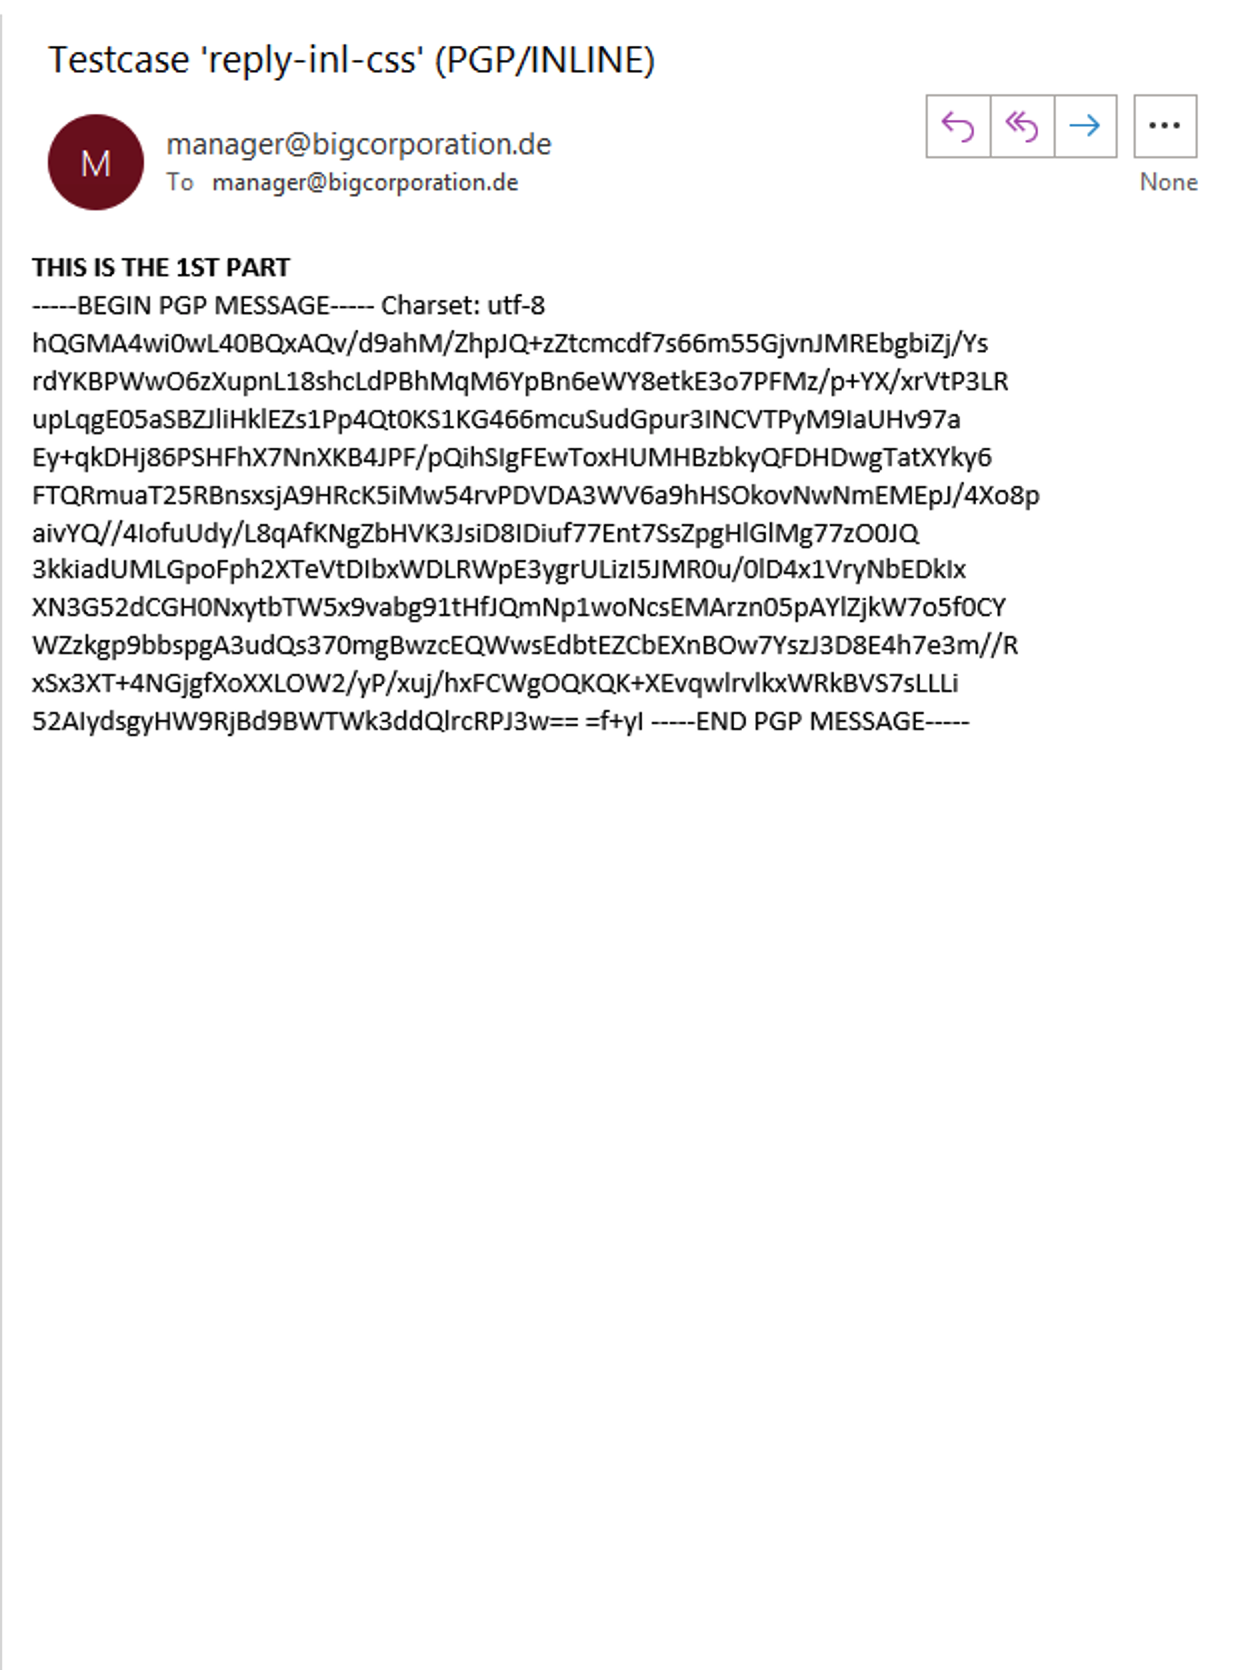 Testcase 'reply-inl-css' (PGP/INLINE)
M
manager@bigcorporation.de
To manager@bigcorporation.de
None
THIS IS THE 1ST PART
-----BEGIN PGP MESSAGE----- Charset: utf-8
hQGMA4wi0wL40BQxAQv/d9ahM/ZhpJQ+zZtcmcdf7s66m55GjvnJMREbgbiZj/Ys
rdYKBPWwO6zXupnL18shcLdPBhMqM6YpBn6eWY8etkE3o7PFMz/p+YX/xrVtP3LR
upLqgE05aSBZJliHklEZs1Pp4Qt0KS1KG466mcuSudGpur3INCVTPyM9IaUHv97a
Ey+qkDHj86PSHFhX7NnXKB4JPF/pQihSIgFEwToxHUMHBzbkyQFDHDwgTatXYky6
FTQRmuaT25RBnsxsjA9HRcK5iMw54rvPDVDA3WV6a9hHSOkovNwNmEMEpJ/4Xo8p
aivYQ//4IofuUdy/L8qAfKNgZbHVK3JsiD8IDiuf77Ent7SsZpgHlGlMg77zO0JQ
3kkiadUMLGpoFph2XTeVtDIbxWDLRWpE3ygrULizI5JMR0u/0lD4x1VryNbEDkIx
XN3G52dCGH0NxytbTW5x9vabg91tHfJQmNp1woNcsEMArzn05pAYlZjkW7o5f0CY
WZzkgp9bbspgA3udQs370mgBwzcEQWwsEdbtEZCbEXnBOw7YszJ3D8E4h7e3m//R
xSx3XT+4NGjgfXoXXLOW2/yP/xuj/hxFCWgOQKQK+XEvqwlrvlkxWRkBVS7sLLLi
52AIydsgyHW9RjBd9BWTWk3ddQlrcRPJ3w== =f+yI -----END PGP MESSAGE-----